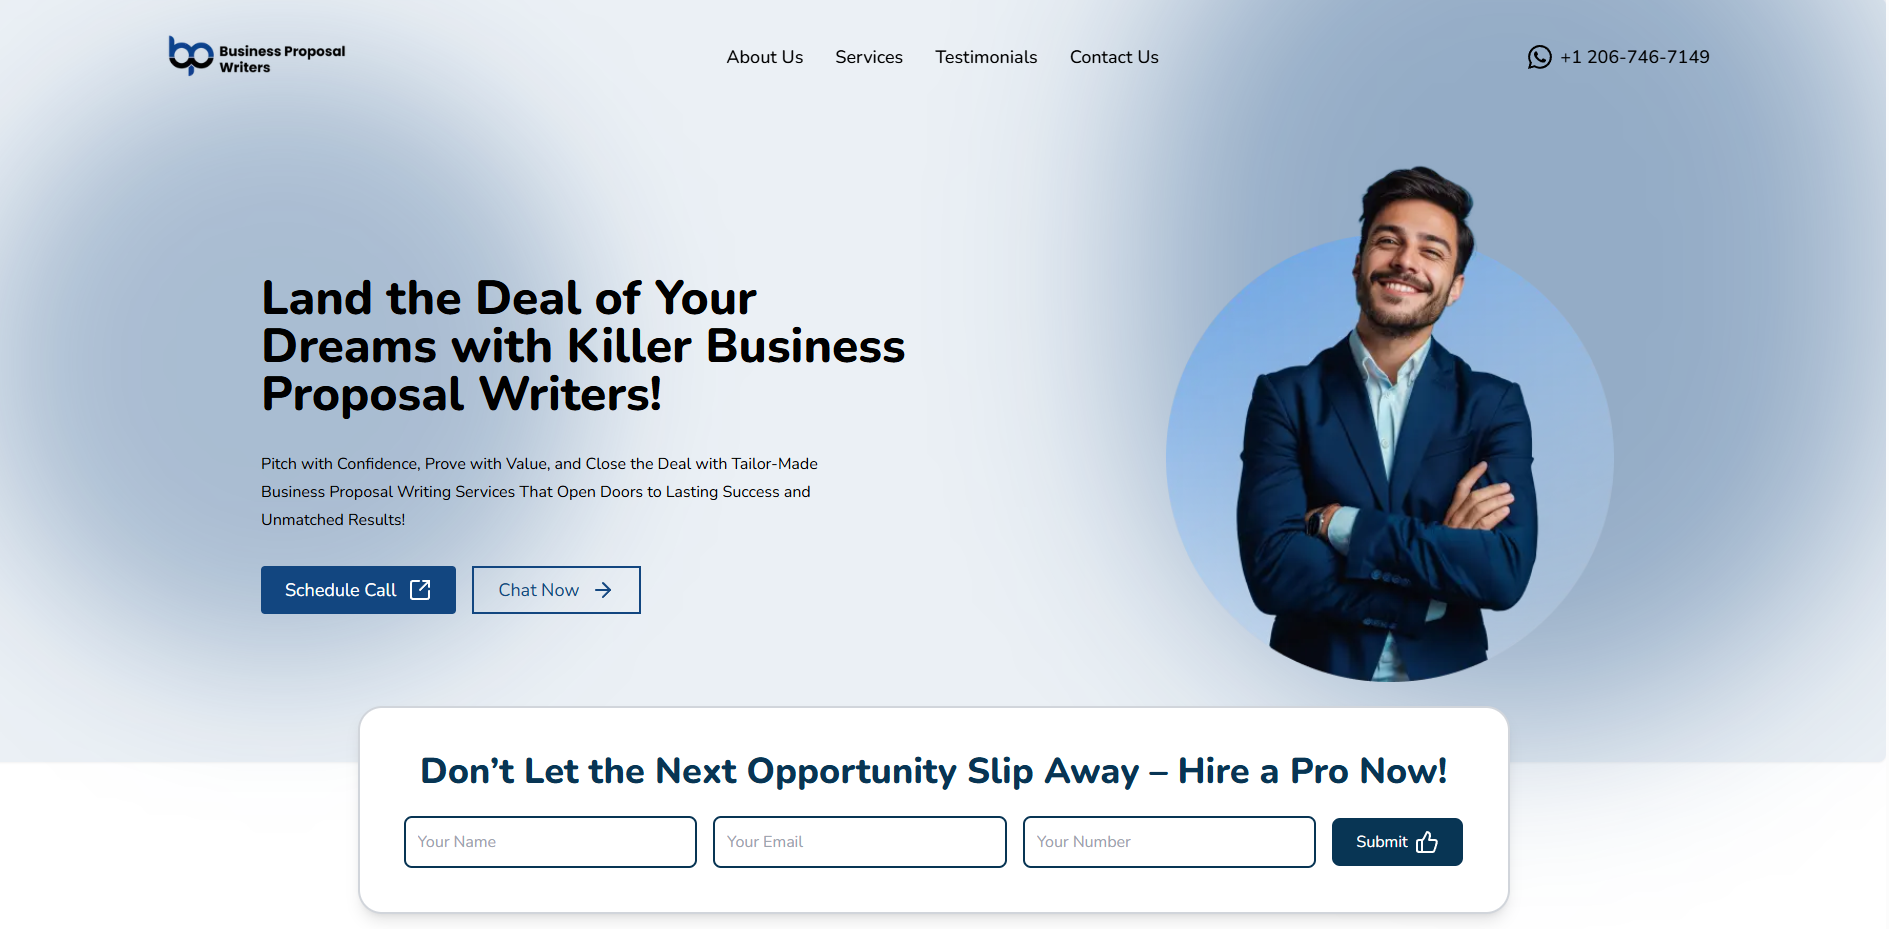 Business Proposal
Writers
About Us
Services
Testimonials
Contact Us
+1 206-746-7149
Land the Deal of Your
Dreams with Killer Business
Proposal Writers!
Pitch with Confidence, Prove with Value, and Close the Deal with Tailor-Made
Business Proposal Writing Services That Open Doors to Lasting Success and
Unmatched Results!
Schedule Call
Chat Now
Don’t Let the Next Opportunity Slip Away – Hire a Pro Now!
Your Name
Your Email
Your Number
Submit